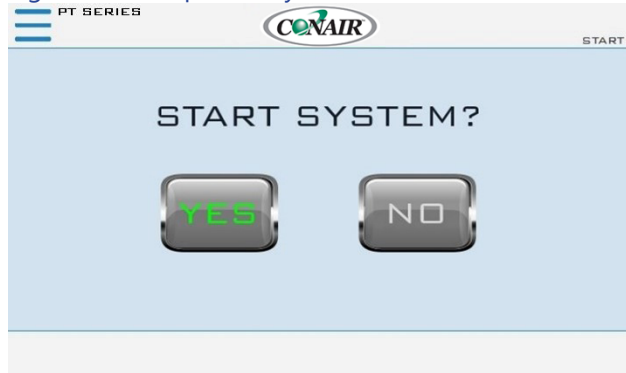 PT SERIES
CONAIR
START
START SYSTEM?
YES
NO